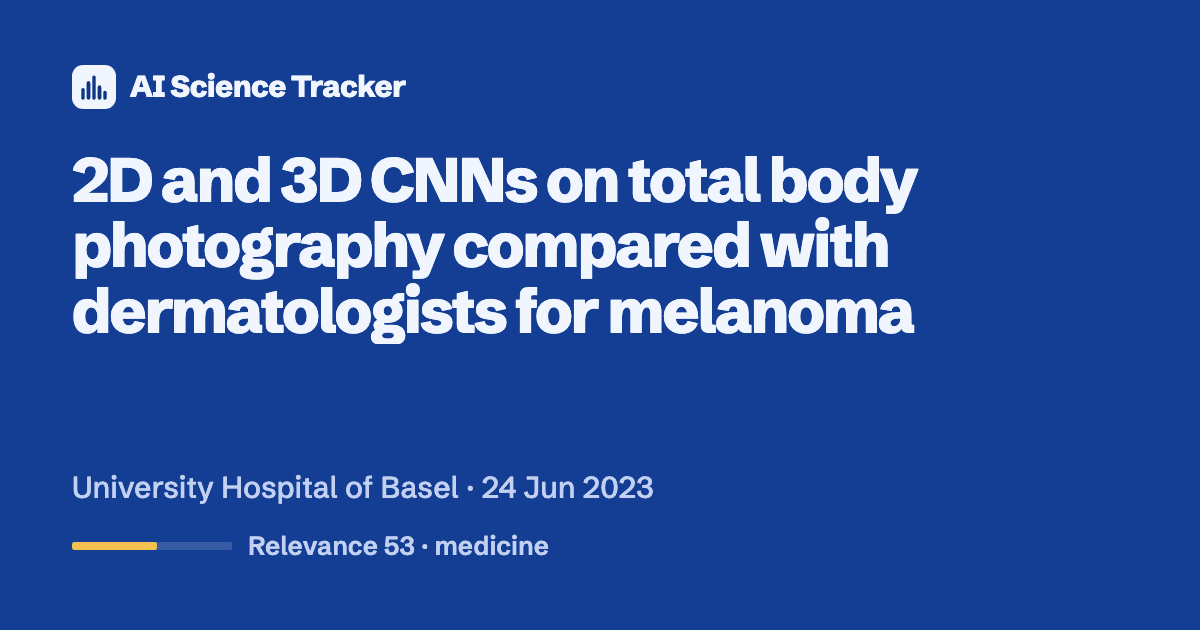 AI Science Tracker
2D and 3D CNNs on total body
photography compared with
dermatologists for melanoma
University Hospital of Basel · 24 Jun 2023
Relevance 53 · medicine